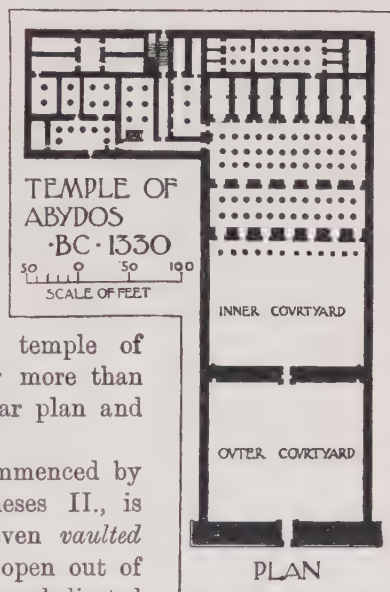 TEMPLE OF
ABYDOS
·BC·1330
50 0 50 100
SCALE OF FEET
INNER COVRTYARD
OVTER COVRTYARD
PLAN
temple of
more than
ar plan and
mmenced by
eses II., is
ven vaulted
open out of